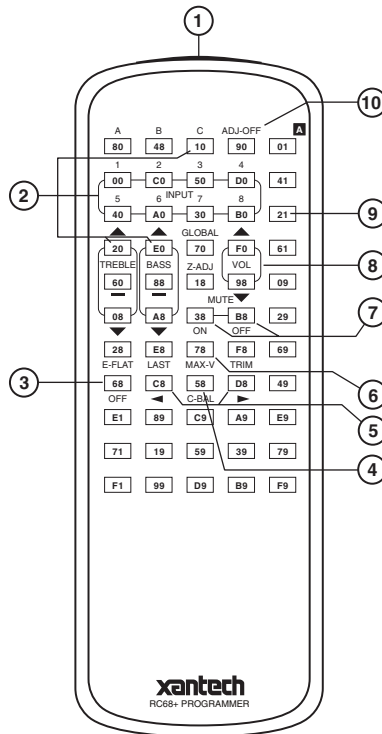 1
10
A B C ADJ-OFF A
80 48 10 90 01
1 2 3 4
00 C0 50 D0 41
2
INPUT
5 6 7 8
40 A0 30 B0 21
9
GLOBAL
20 E0 70 F0 61
TREBLE BASS Z-ADJ VOL
8
60 88 18 98 09
MUTE
08 A8 38 B8 29
7
ON OFF
28 E8 78 F8 69
E-FLAT LAST MAX-V TRIM
3
68 C8 58 D8 49
6
OFF C-BAL
E1 89 C9 A9 E9
5
71 19 59 39 79
4
F1 99 D9 B9 F9
xantech
RC68+ PROGRAMMER